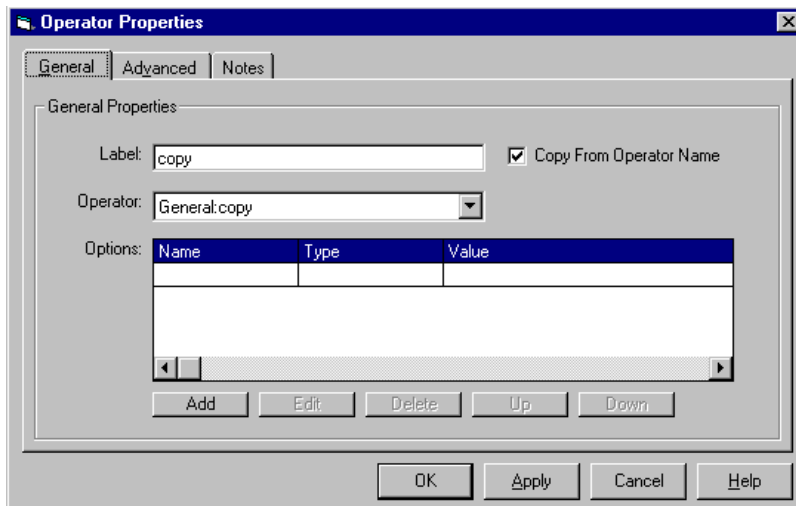 Operator Properties
General Advanced Notes
General Properties
Label: copy Copy From Operator Name
Operator: General:copy
Options: Name Type Value
Add Edit Delete Up Down
OK Apply Cancel Help